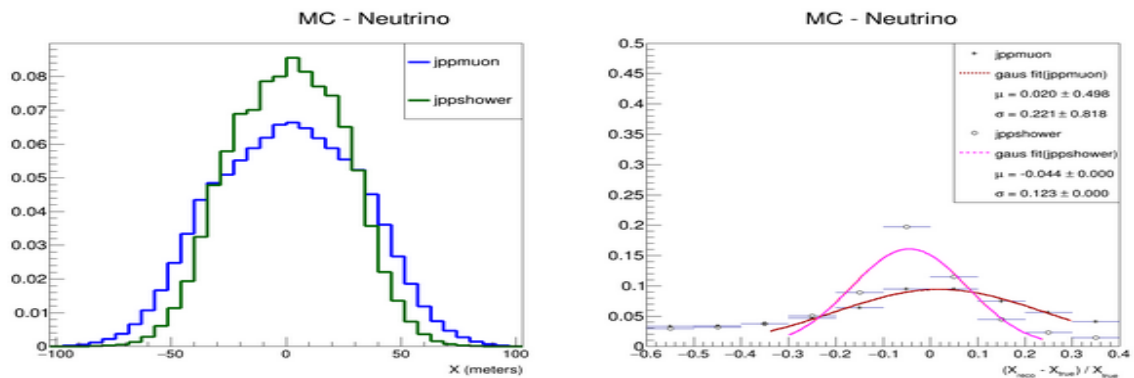 MC - Neutrino
jppmuon
jppshower
0.08
0.07
0.06
0.05
0.04
0.03
0.02
0.01
0
−100 -50 0 50 100
X (meters)
MC - Neutrino
jppmuon
gaus fit(jppmuon)
μ = 0.020 ± 0.498
σ = 0.221 ± 0.818
jppshower
gaus fit(jppshower)
μ = -0.044 ± 0.000
σ = 0.123 ± 0.000
0.5
0.45
0.4
0.35
0.3
0.25
0.2
0.15
0.1
0.05
0
−0.6 −0.5 −0.4 −0.3 −0.2 −0.1 0 0.1 0.2 0.3 0.4
(X reco - X true) / X true